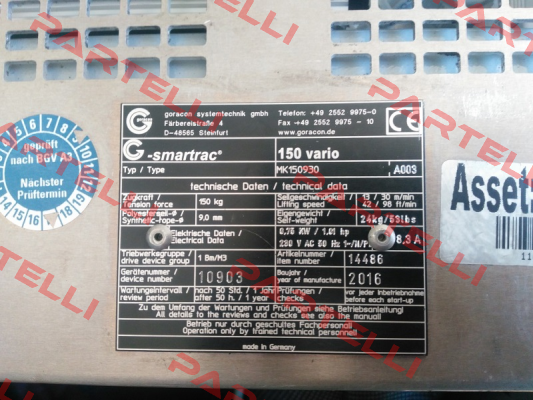 goracon systemtechnik gmbh
Färbereistraße 4
D-48565 Steinfurt
Telefon: +49 2552 9975-0
Fax +49 2552 9975 - 10
www.goracon.com
CE
G-smartrac®
150 vario
Typ / Type
MK150930
A003
technische Daten / technical data
Zugkraft / Tension force
150 kg
Seilgeschwindigkeit / Lifting speed
13 / 30 m/min
42 / 98 ft/min
Polyesterseil-Ø / Synthetic-rope-Ø
9,0 mm
Eigengewicht / Self-weight
24kg/53lbs
Elektrische Daten / Electrical Data
0,75 KW / 1.01 hp
230 V AC 50 Hz 1~/N/P
8,3 A
Triebwerksgruppe / drive device group
1 Bm/M3
Artikelnummer / item number
14486
Gerätenummer / device number
10903
Baujahr / year of manufacture
2016
Wartungsintervall / review period
nach 50 Std. / 1 Jahr
after 50 h. / 1 year
Prüfungen / checks
vor jeder Inbetriebnahme
before each start-up
Zu dem Umfang der Wartungen und Prüfungen siehe Betriebsanleitung!
All details to the reviews and checks see instruction manual!
Betrieb nur durch geschultes Fachpersonal!
Operation only by trained technical personnel!
made in Germany
geprüft
nach BGV A3
Nächster
Prüftermin
Asset
PARTELLI